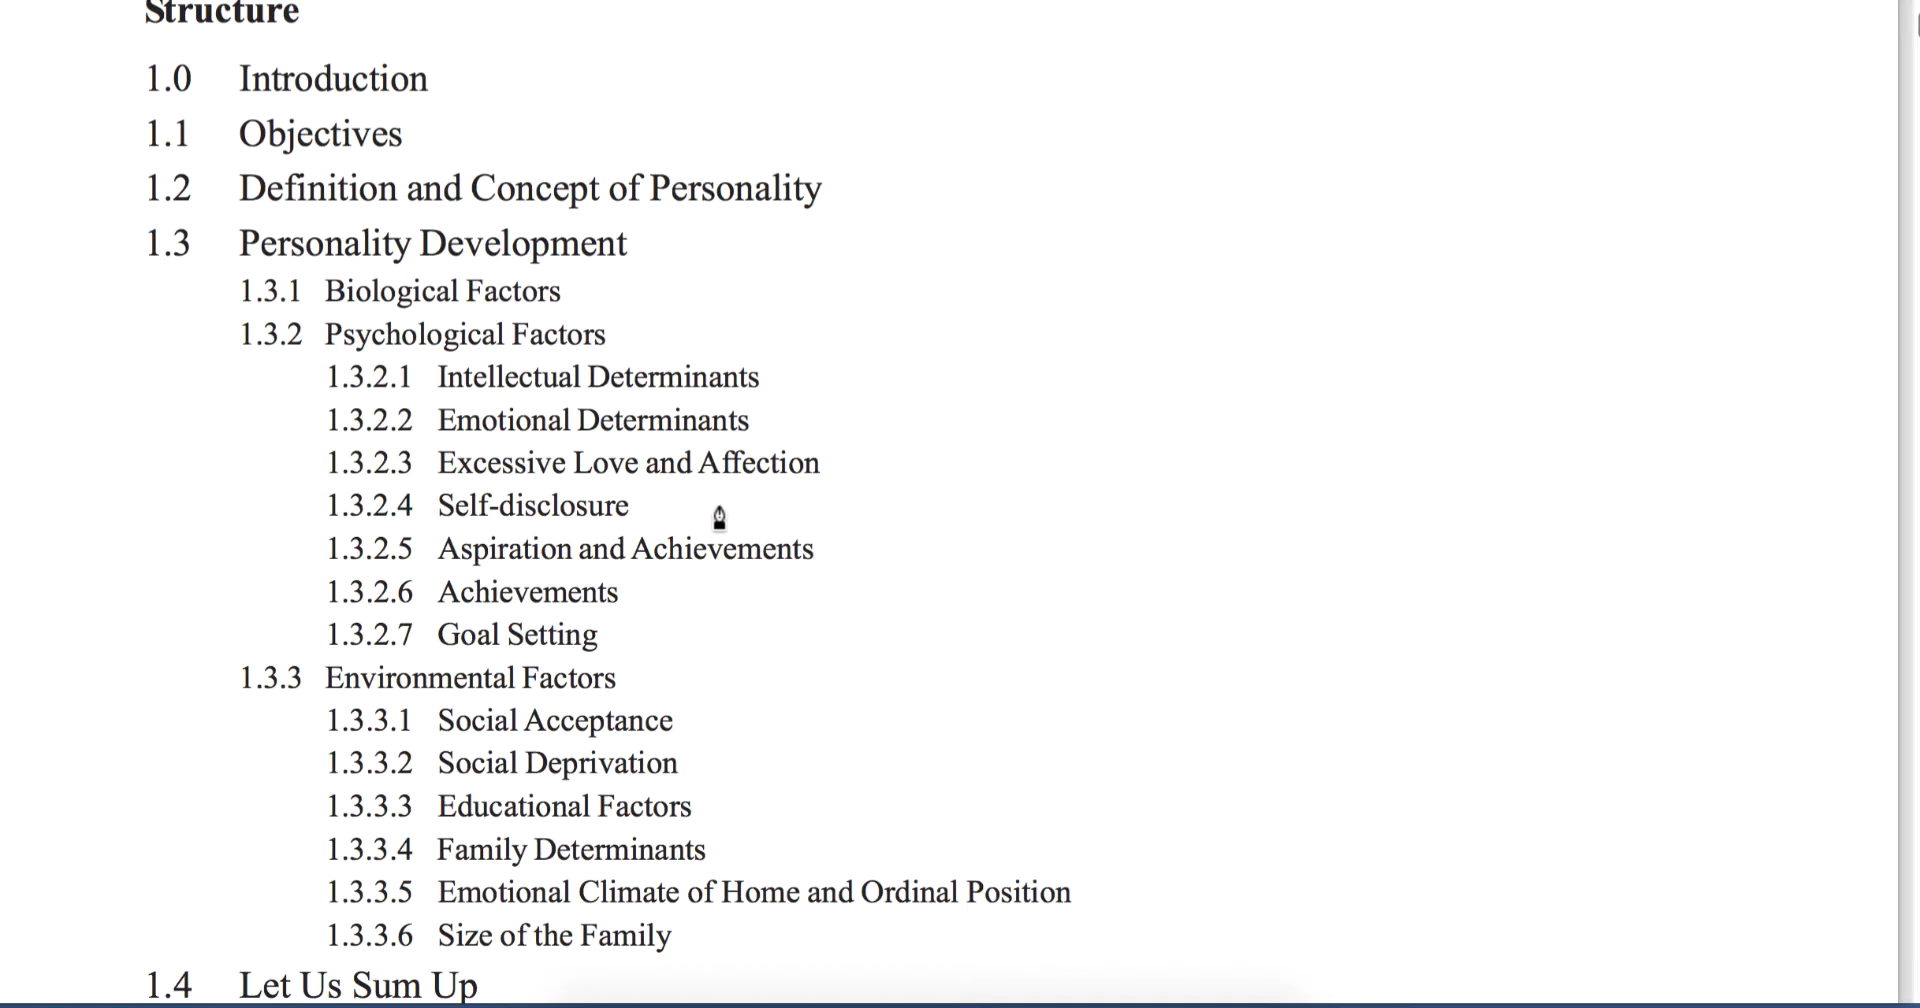 Structure
1.0 Introduction
1.1 Objectives
1.2 Definition and Concept of Personality
1.3 Personality Development
1.3.1 Biological Factors
1.3.2 Psychological Factors
1.3.2.1 Intellectual Determinants
1.3.2.2 Emotional Determinants
1.3.2.3 Excessive Love and Affection
1.3.2.4 Self-disclosure
1.3.2.5 Aspiration and Achievements
1.3.2.6 Achievements
1.3.2.7 Goal Setting
1.3.3 Environmental Factors
1.3.3.1 Social Acceptance
1.3.3.2 Social Deprivation
1.3.3.3 Educational Factors
1.3.3.4 Family Determinants
1.3.3.5 Emotional Climate of Home and Ordinal Position
1.3.3.6 Size of the Family
1.4 Let Us Sum Up